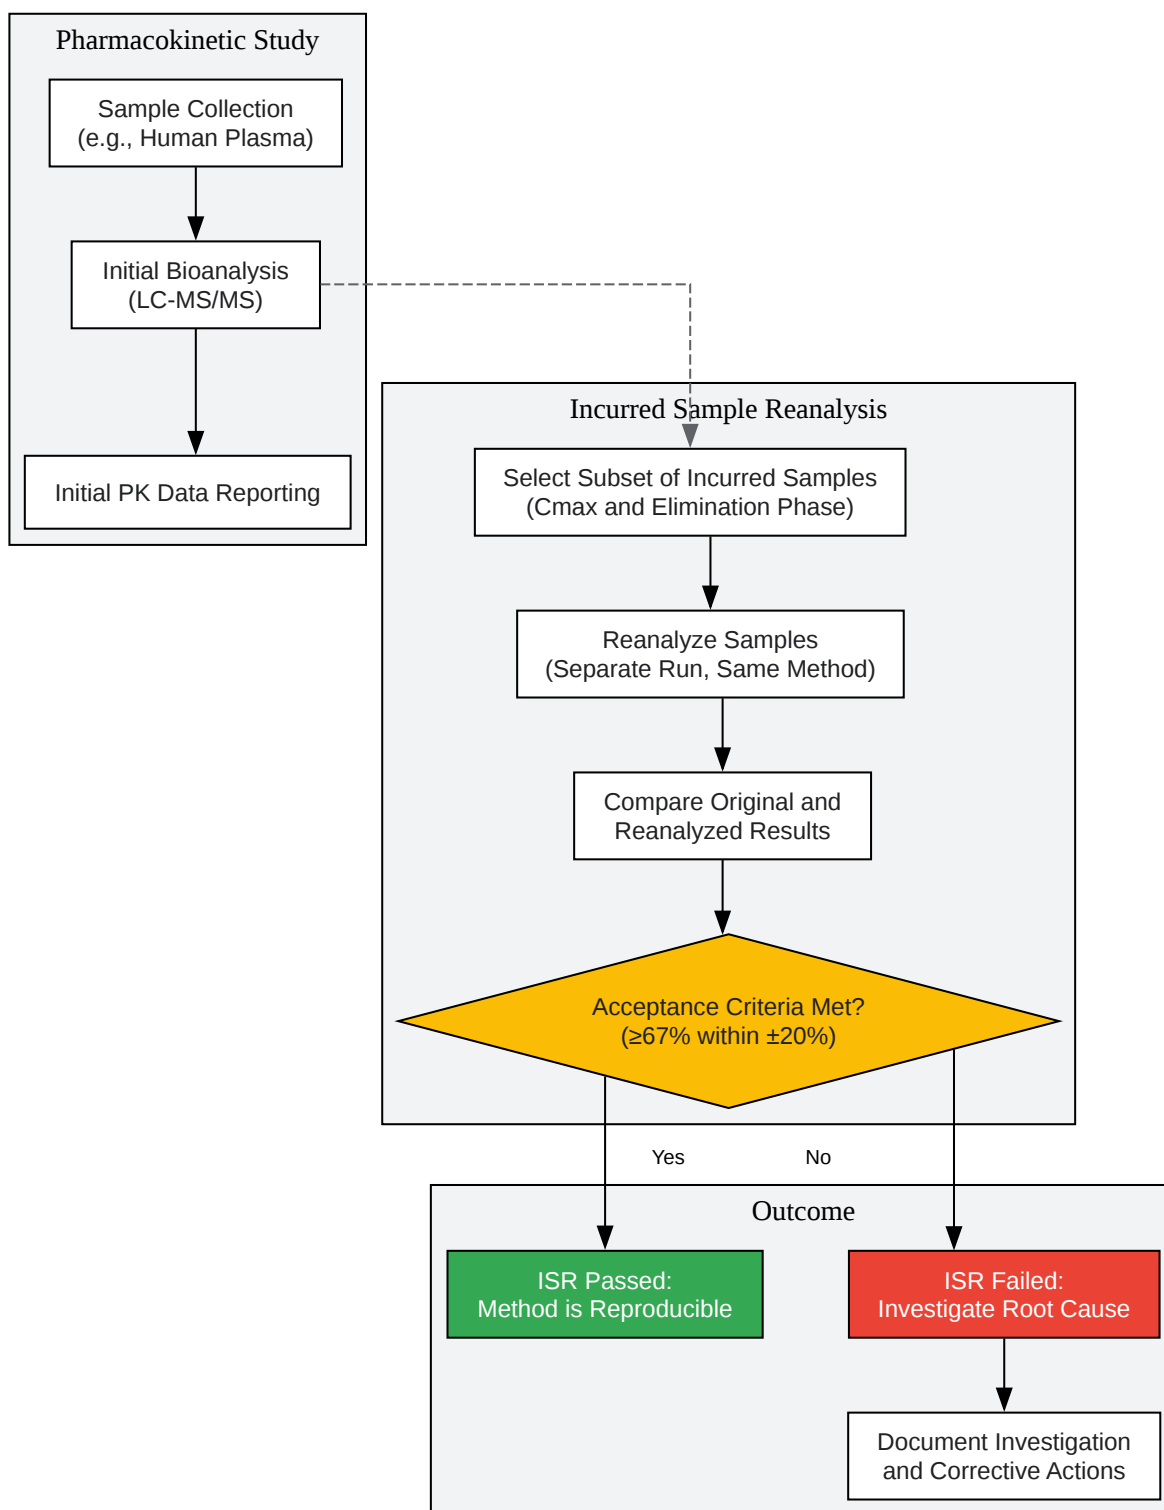 Pharmacokinetic Study
Sample Collection
(e.g., Human Plasma)
Initial Bioanalysis
(LC-MS/MS)
Initial PK Data Reporting
Incurred Sample Reanalysis
Select Subset of Incurred Samples
(Cmax and Elimination Phase)
Reanalyze Samples
(Separate Run, Same Method)
Compare Original and
Reanalyzed Results
Acceptance Criteria Met?
(≥67% within ±20%)
Yes
No
Outcome
ISR Passed:
Method is Reproducible
ISR Failed:
Investigate Root Cause
Document Investigation
and Corrective Actions